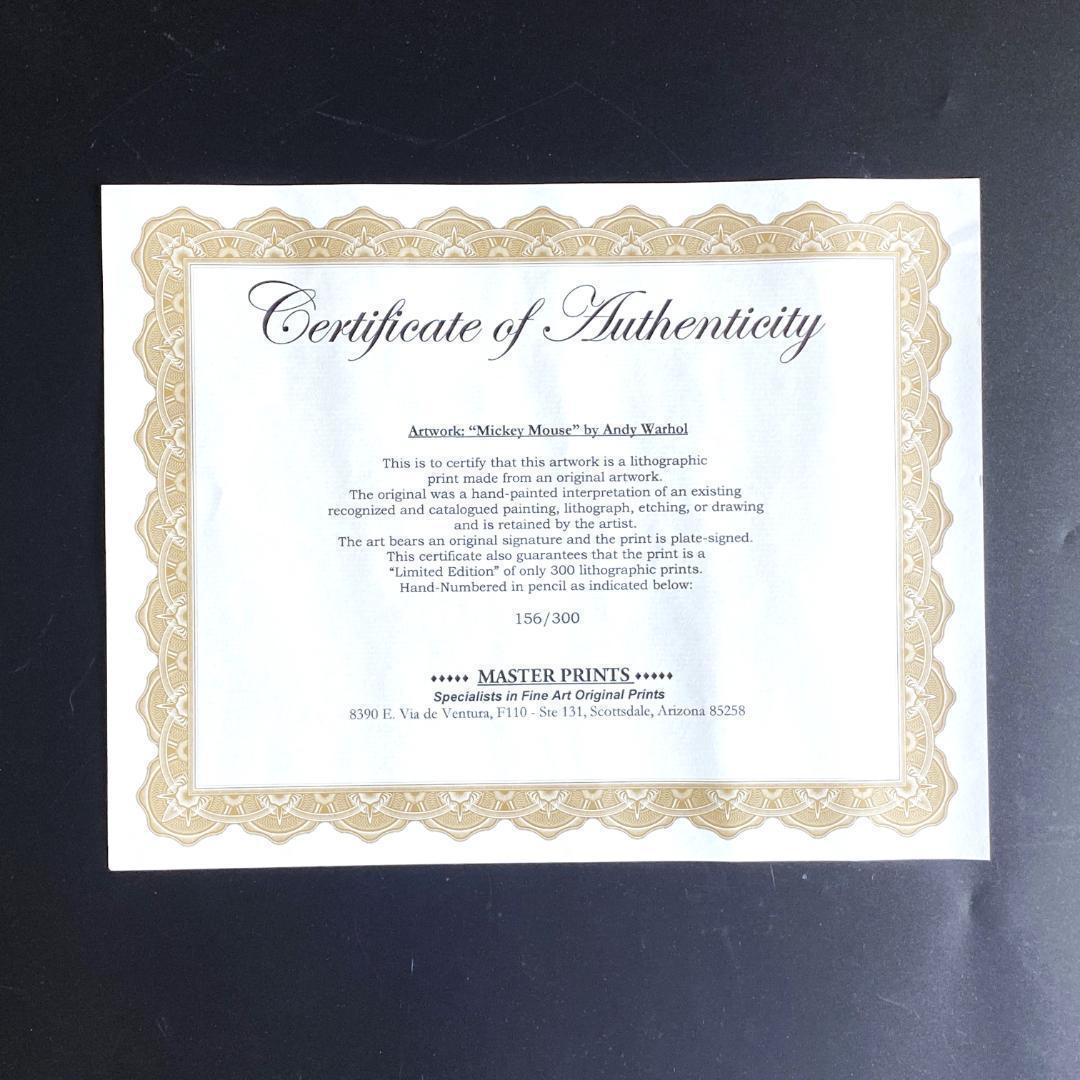 Certificate of Authenticity
Artwork: “Mickey Mouse” by Andy Warhol
This is to certify that this artwork is a lithographic
print made from an original artwork.
The original was a hand-painted interpretation of an existing
recognized and catalogued painting, lithograph, etching, or drawing
and is retained by the artist.
The art bears an original signature and the print is plate-signed.
This certificate also guarantees that the print is a
“Limited Edition” of only 300 lithographic prints.
Hand-Numbered in pencil as indicated below:
156/300
♦♦♦♦♦ MASTER PRINTS ♦♦♦♦♦
Specialists in Fine Art Original Prints
8390 E. Via de Ventura, F110 - Ste 131, Scottsdale, Arizona 85258